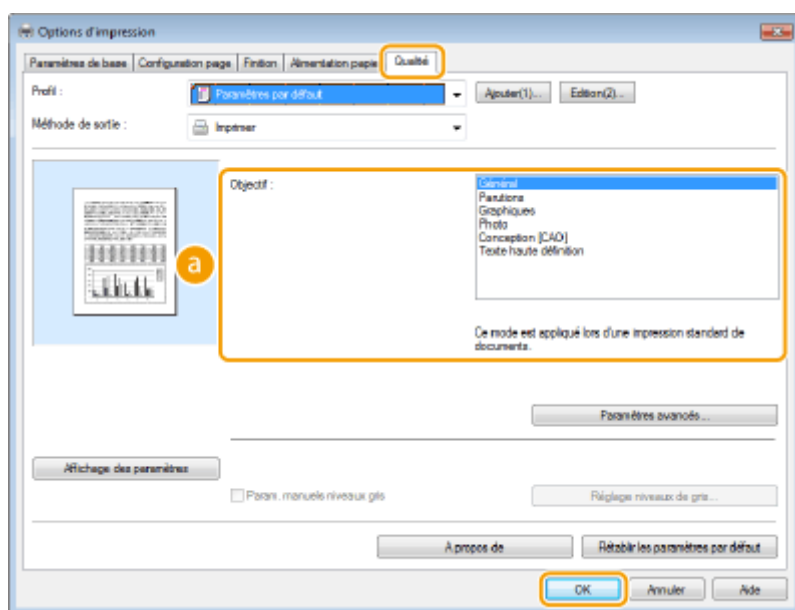 Options d'impression
Paramètres de base Configuration page Finition Alimentation papier Qualité
Profil : Paramètres par défaut Ajouter(1)... Edition(2)...
Méthode de sortie : Imprimer
Objectif :
Général
Parutions
Graphiques
Photo
Conception [CAO]
Texte haute définition
a
Ce mode est appliqué lors d'une impression standard de
documents.
Paramètres avancés...
Affichage des paramètres
Param. manuels niveaux gris Réglage niveaux de gris...
A propos de Rétablir les paramètres par défaut
OK Annuler Aide